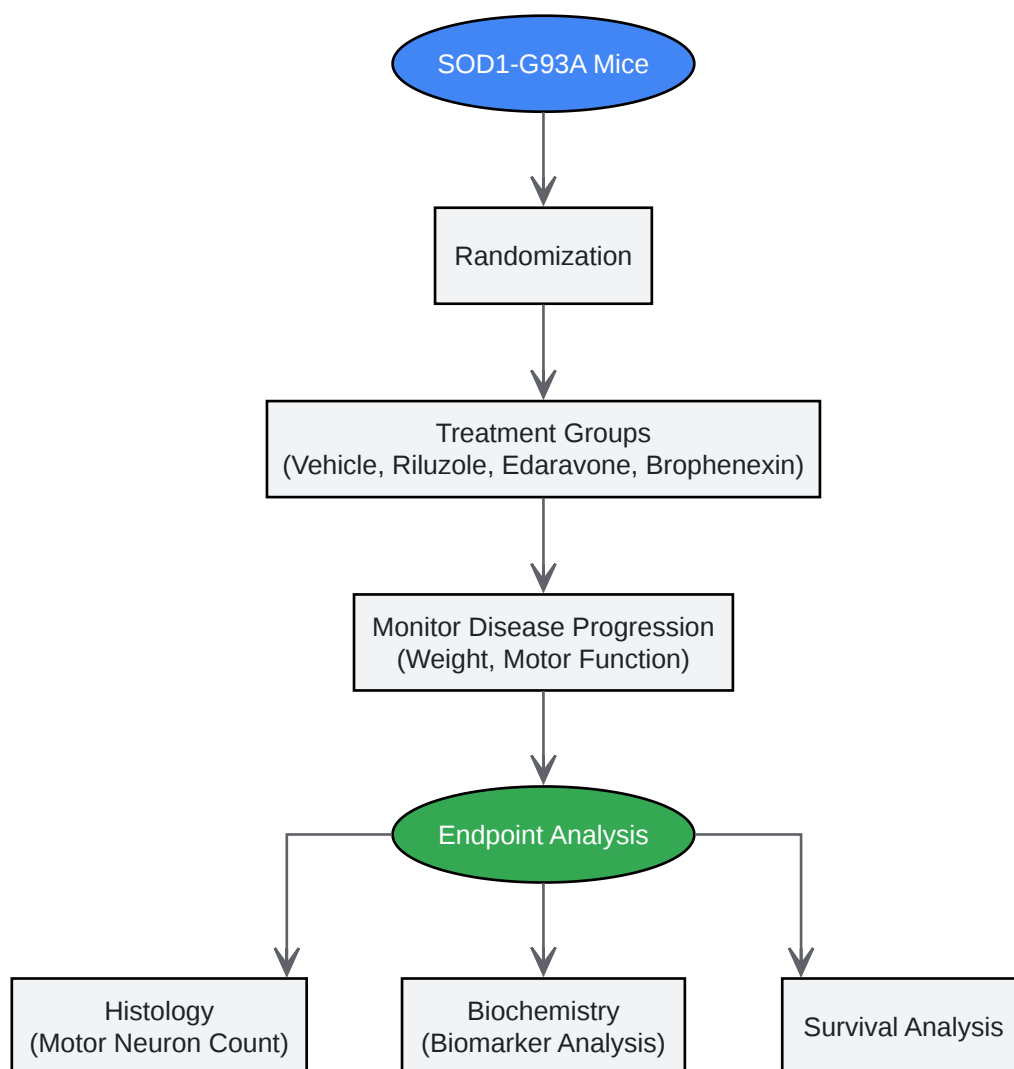 SOD1-G93A Mice
Randomization
Treatment Groups
(Vehicle, Riluzole, Edaravone, Brophenexin)
Monitor Disease Progression
(Weight, Motor Function)
Endpoint Analysis
Histology
(Motor Neuron Count)
Biochemistry
(Biomarker Analysis)
Survival Analysis